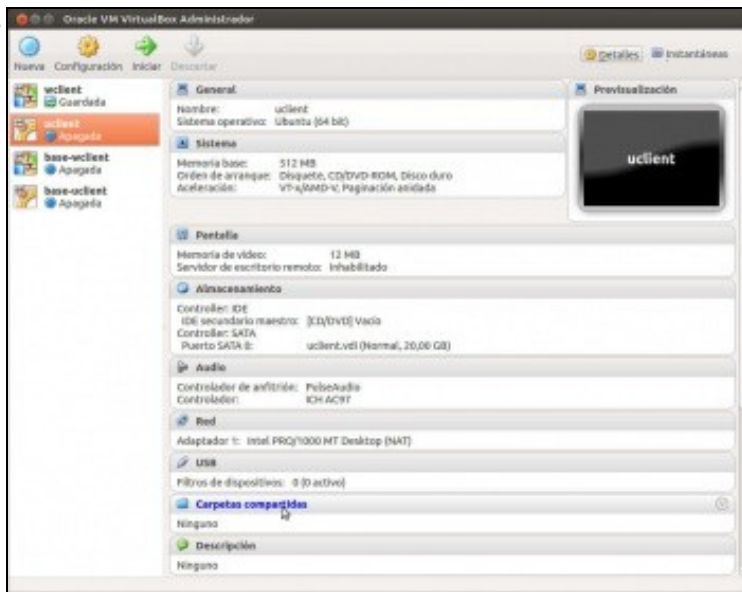 Oracle VM VirtualBox Administrador
Nueva Configuración Iniciar Descartar
Detalles Instantáneas
wclient
Guardada
uclient
Apagada
base-wclient
Apagada
base-uclient
Apagada
General
Nombre: uclient
Sistema operativo: Ubuntu (64 bit)
Sistema
Memoria base: 512 MB
Orden de arranque: Disquete, CD/DVD-ROM, Disco duro
Aceleración: VT-x/AMD-V, Paginación anidada
Previsualización
uclient
Pantalla
Memoria de vídeo: 12 MB
Servidor de escritorio remoto: Inhabilitado
Almacenamiento
Controller: IDE
IDE secundario maestro: [CD/DVD] Vacío
Controller: SATA
Puerto SATA 0: uclient.vdi (Normal, 20,00 GB)
Audio
Controlador de anfitrión: PulseAudio
Controlador: ICH AC97
Red
Adaptador 1: Intel PRO/1000 MT Desktop (NAT)
USB
Filtros de dispositivos: 0 (0 activo)
Carpetas compartidas
Ninguno
Descripción
Ninguno